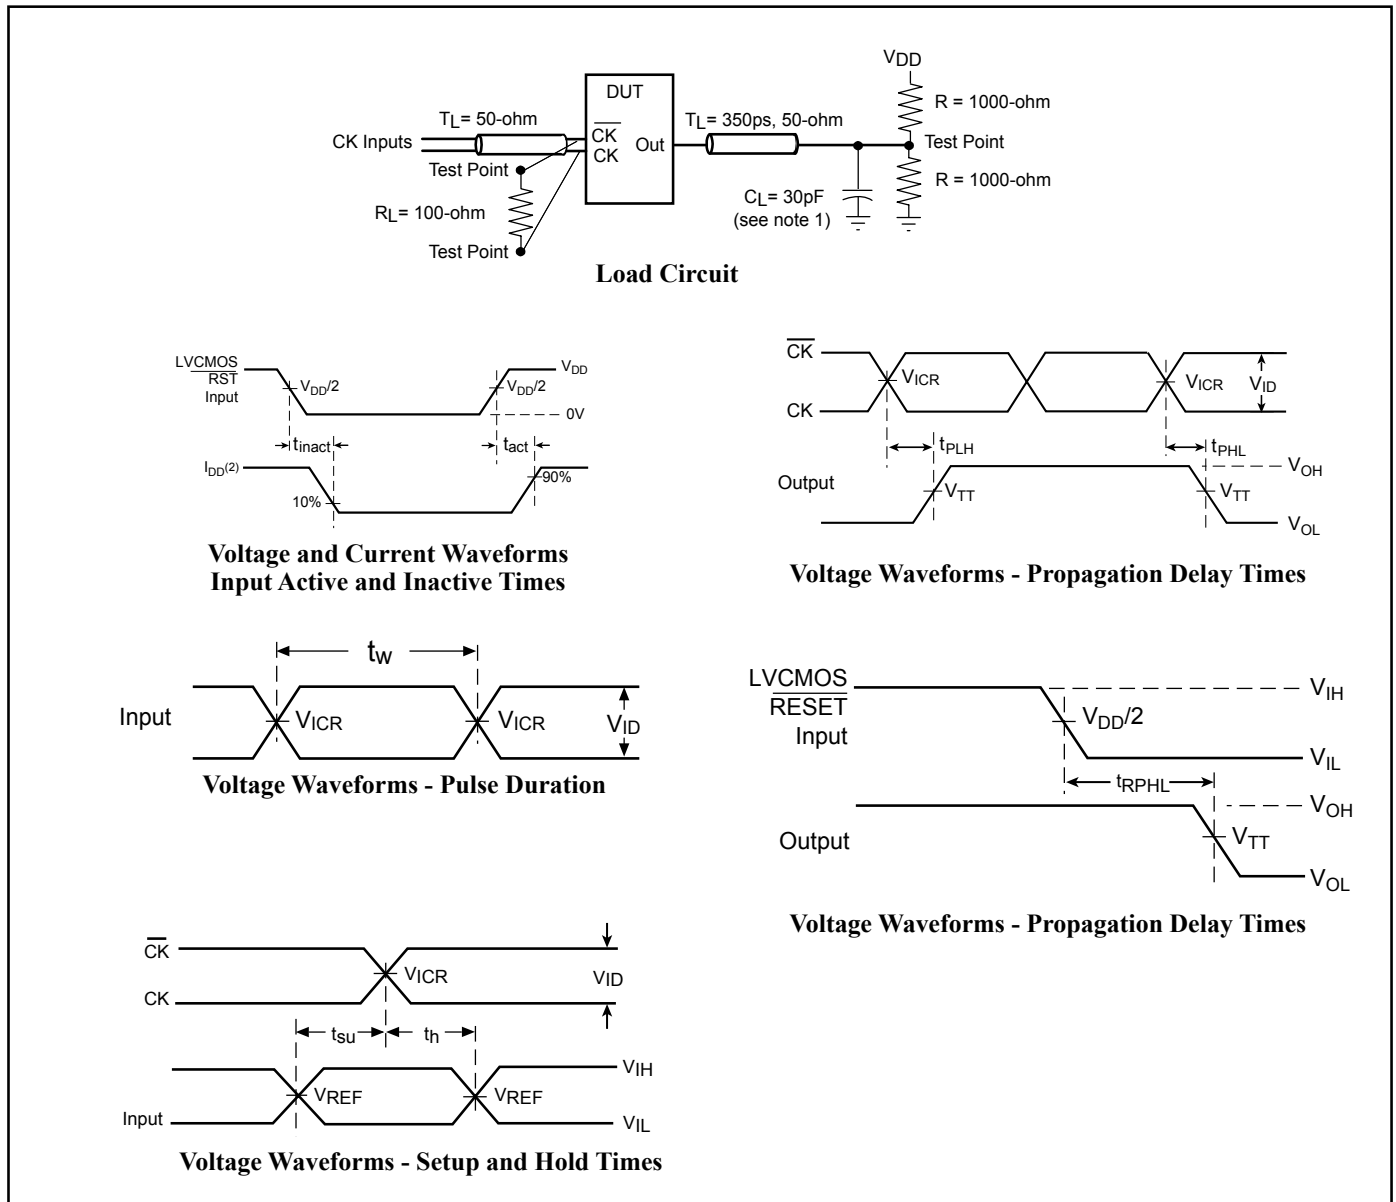 VDD
DUT
R = 1000-ohm
TL= 50-ohm
TL= 350ps, 50-ohm
CK Inputs
CK
CK
Out
Test Point
Test Point
R = 1000-ohm
RL= 100-ohm
CL= 30pF
(see note 1)
Test Point
Load Circuit
LVCMOS
RST
Input
VDD/2
VDD/2
VDD
0V
tinact
tact
IDD(2)
10%
90%
Voltage and Current Waveforms
Input Active and Inactive Times
CK
VICR
VICR
VID
CK
tPLH
tPHL
Output
VTT
VTT
VOH
VOL
Voltage Waveforms - Propagation Delay Times
tw
Input
VICR
VICR
VID
Voltage Waveforms - Pulse Duration
LVCMOS
RESET
Input
VIH
VDD/2
VIL
tRPHL
VOH
Output
VTT
VOL
Voltage Waveforms - Propagation Delay Times
CK
VICR
VID
CK
tsu
th
VIH
VREF
VREF
Input
VIL
Voltage Waveforms - Setup and Hold Times